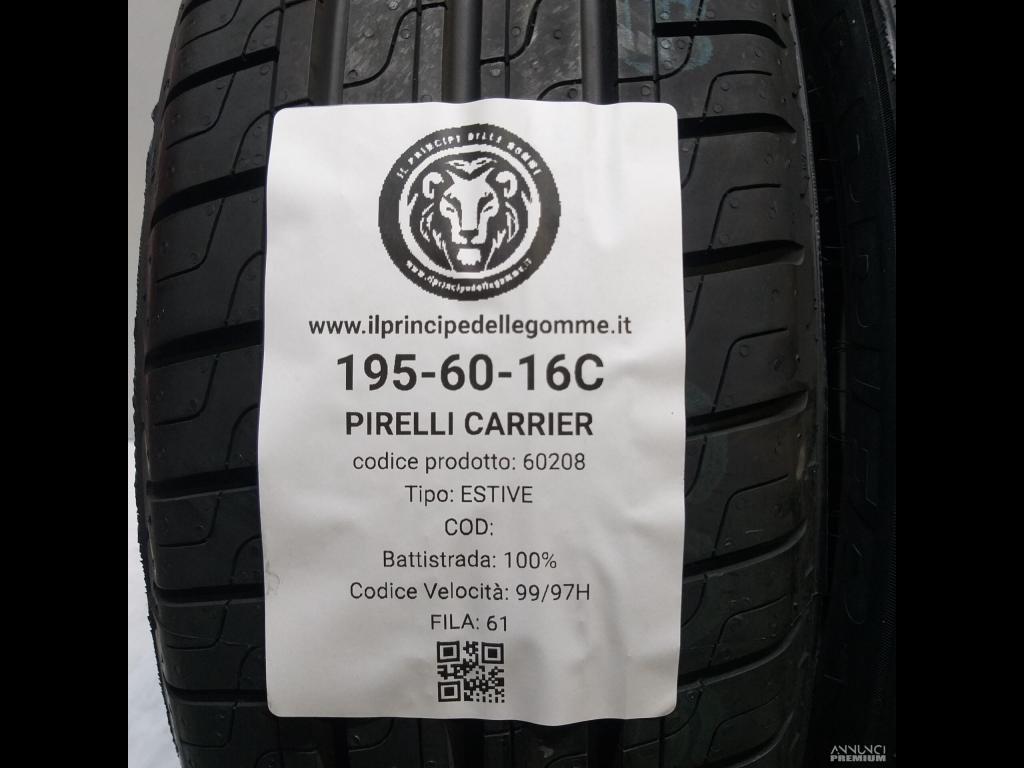 IL PRINCIPE DELLE GOMME
www.ilprincipedellegomme.it
www.ilprincipedellegomme.it
195-60-16C
PIRELLI CARRIER
codice prodotto: 60208
Tipo: ESTIVE
COD:
Battistrada: 100%
Codice Velocità: 99/97H
FILA: 61
ANNUNCI
PREMIUM